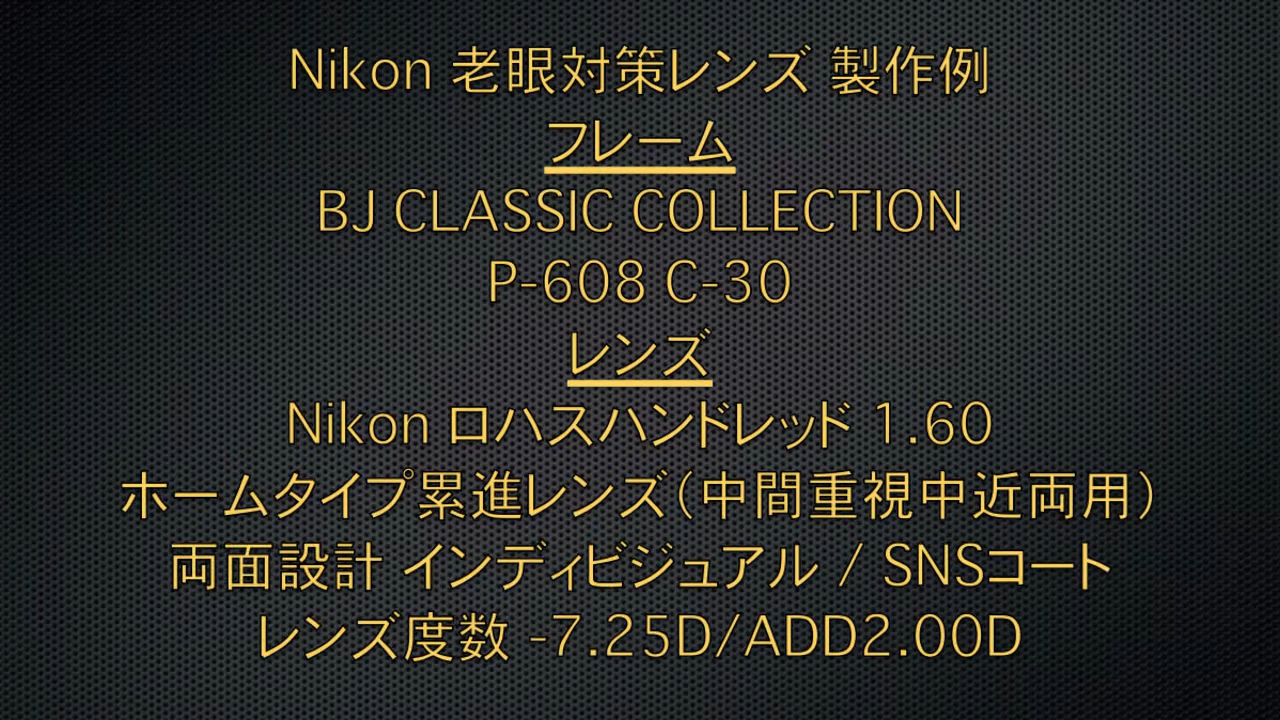 Nikon 老眼対策レンズ 製作例
フレーム
BJ CLASSIC COLLECTION
P-608 C-30
レンズ
Nikon ロハスハンドレッド 1.60
ホームタイプ累進レンズ（中間重視中近両用）
両面設計 インディビジュアル / SNSコート
レンズ度数 -7.25D/ADD2.00D